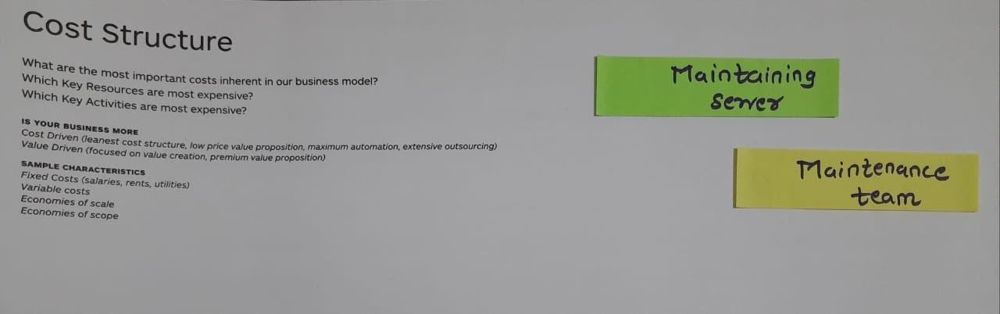 Cost Structure
What are the most important costs inherent in our business model?
Which Key Resources are most expensive?
Which Key Activities are most expensive?
IS YOUR BUSINESS MORE
Cost Driven (leanest cost structure, low price value proposition, maximum automation, extensive outsourcing)
Value Driven (focused on value creation, premium value proposition)
SAMPLE CHARACTERISTICS
Fixed Costs (salaries, rents, utilities)
Variable costs
Economies of scale
Economies of scope
Maintaining
server
Maintenance
team